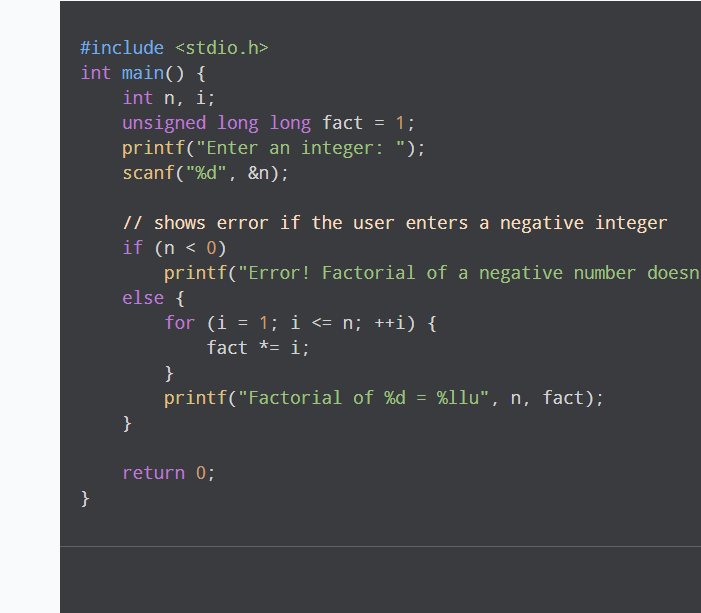 #include <stdio.h>
int main() {
    int n, i;
    unsigned long long fact = 1;
    printf("Enter an integer: ");
    scanf("%d", &n);

    // shows error if the user enters a negative integer
    if (n < 0)
        printf("Error! Factorial of a negative number doesn
    else {
        for (i = 1; i <= n; ++i) {
            fact *= i;
        }
        printf("Factorial of %d = %llu", n, fact);
    }

    return 0;
}